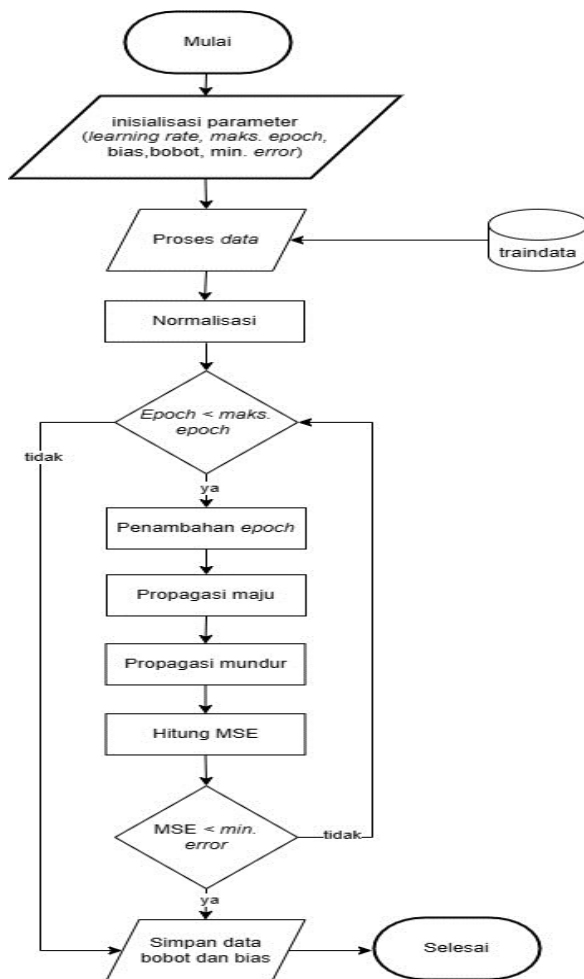 Mulai
inisialisasi parameter
(learning rate, maks. epoch,
bias,bobot, min. error)
Proses data
traindata
Normalisasi
Epoch < maks.
epoch
tidak
ya
Penambahan epoch
Propagasi maju
Propagasi mundur
Hitung MSE
MSE < min.
error
tidak
ya
Simpan data
bobot dan bias
Selesai